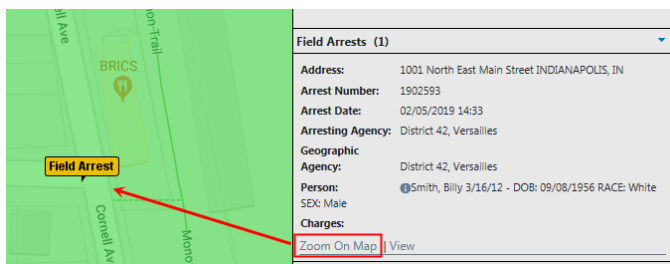 ell Ave
on Trail
BRICS
Field Arrest
Cornell Av
Mono
Field Arrests (1)
Address: 1001 North East Main Street INDIANAPOLIS, IN
Arrest Number: 1902593
Arrest Date: 02/05/2019 14:33
Arresting Agency: District 42, Versailles
Geographic
Agency: District 42, Versailles
Person: Smith, Billy 3/16/12 - DOB: 09/08/1956 RACE: White
SEX: Male
Charges:
Zoom On Map | View